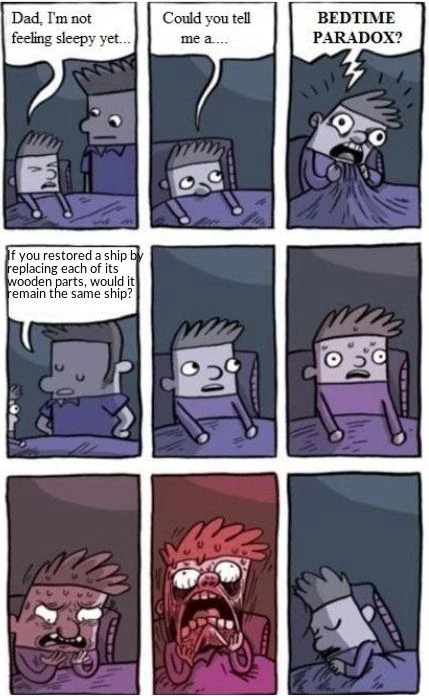 Dad, I'm not
feeling sleepy yet...
Could you tell
me a....
BEDTIME
PARADOX?
If you restored a ship by
replacing each of its
wooden parts, would it
remain the same ship?